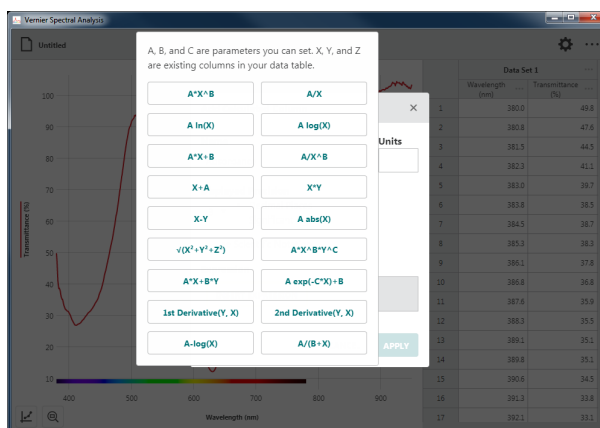 Vernier Spectral Analysis
Untitled
A, B, and C are parameters you can set. X, Y, and Z
are existing columns in your data table.
A*X^B
A/X
A ln(X)
A log(X)
A*X+B
A/X^B
X+A
X*Y
X-Y
A abs(X)
√(X²+Y²+Z²)
A*X^B*Y^C
A*X+B*Y
A exp(-C*X)+B
1st Derivative(Y, X)
2nd Derivative(Y, X)
A-log(X)
A/(B+X)
Units
APPLY
Transmittance (%)
100
90
80
70
60
50
40
30
20
10
400
500
600
700
800
900
Wavelength (nm)
Data Set 1
Wavelength
(nm)
Transmittance
(%)
1 380.0 49.8
2 380.8 47.6
3 381.5 44.5
4 382.3 41.1
5 383.0 39.7
6 383.8 38.5
7 384.5 38.7
8 385.3 38.3
9 386.1 37.8
10 386.8 36.8
11 387.6 35.9
12 388.3 35.5
13 389.1 35.1
14 389.8 35.1
15 390.6 34.5
16 391.3 33.8
17 392.1 33.1